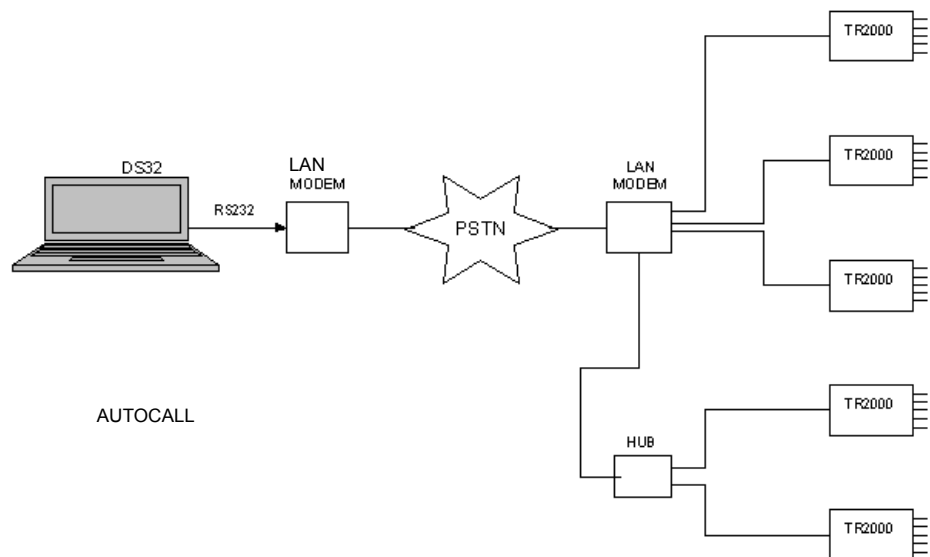 TR2000
DS32
LAN
MODEM
LAN
MODEM
TR2000
RS232
PSTN
TR2000
AUTOCALL
TR2000
HUB
TR2000